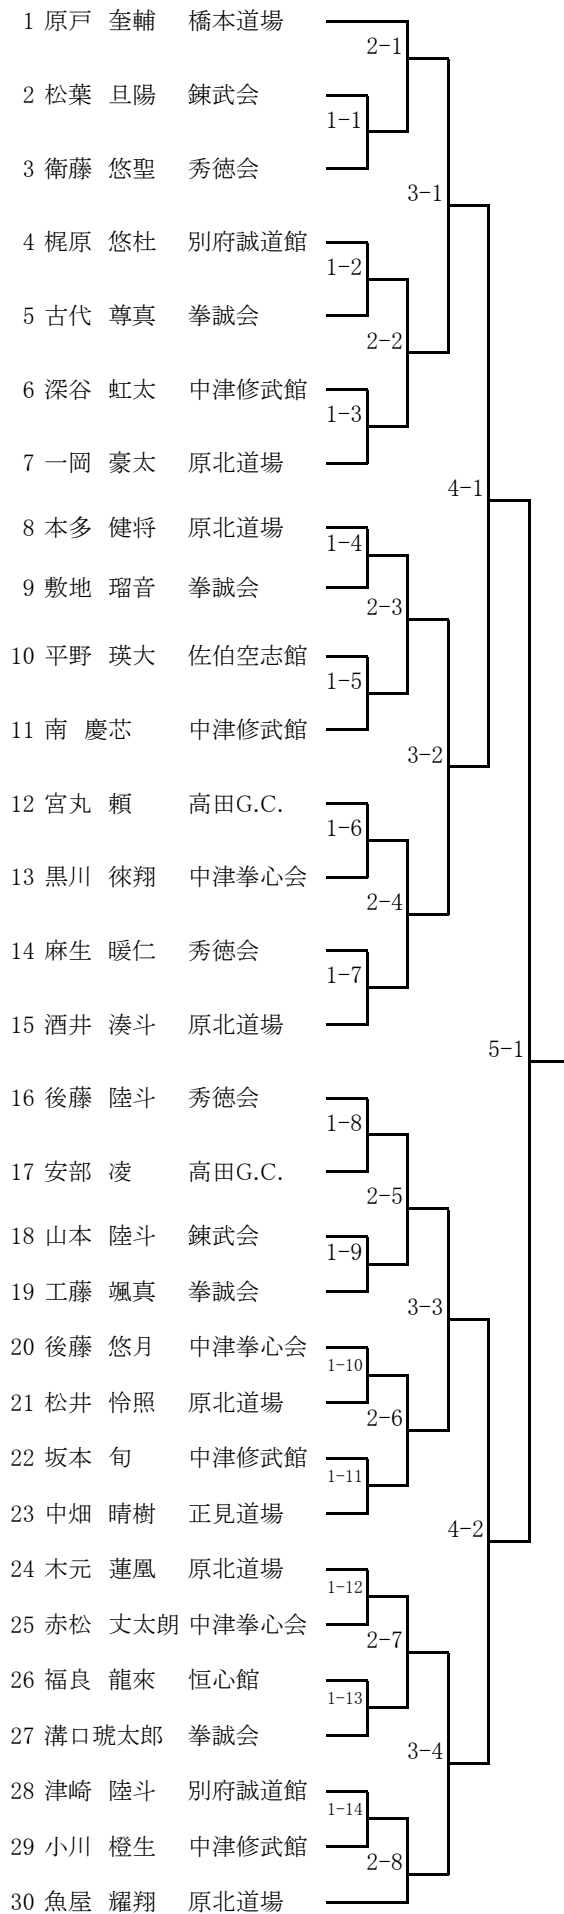 1 原戸 奎輔 橋本道場
2-1
2 松葉 旦陽 錬武会
1-1
3 衛藤 悠聖 秀徳会
3-1
4 梶原 悠杜 別府誠道館
1-2
5 古代 尊真 拳誠会
2-2
6 深谷 虹太 中津修武館
1-3
7 一岡 豪太 原北道場
4-1
8 本多 健将 原北道場
1-4
9 敷地 瑠音 拳誠会
2-3
10 平野 瑛大 佐伯空志館
1-5
11 南 慶芯 中津修武館
3-2
12 宮丸 頼 高田G.C.
1-6
13 黒川 徠翔 中津拳心会
2-4
14 麻生 暖仁 秀徳会
1-7
15 酒井 湊斗 原北道場
5-1
16 後藤 陸斗 秀徳会
1-8
17 安部 凌 高田G.C.
2-5
18 山本 陸斗 錬武会
1-9
19 工藤 颯真 拳誠会
3-3
20 後藤 悠月 中津拳心会
1-10
21 松井 怜照 原北道場
2-6
22 坂本 旬 中津修武館
1-11
23 中畑 晴樹 正見道場
4-2
24 木元 蓮凰 原北道場
1-12
25 赤松 丈太朗 中津拳心会
2-7
26 福良 龍來 恒心館
1-13
27 溝口琥太郎 拳誠会
3-4
28 津崎 陸斗 別府誠道館
1-14
29 小川 橙生 中津修武館
2-8
30 魚屋 耀翔 原北道場